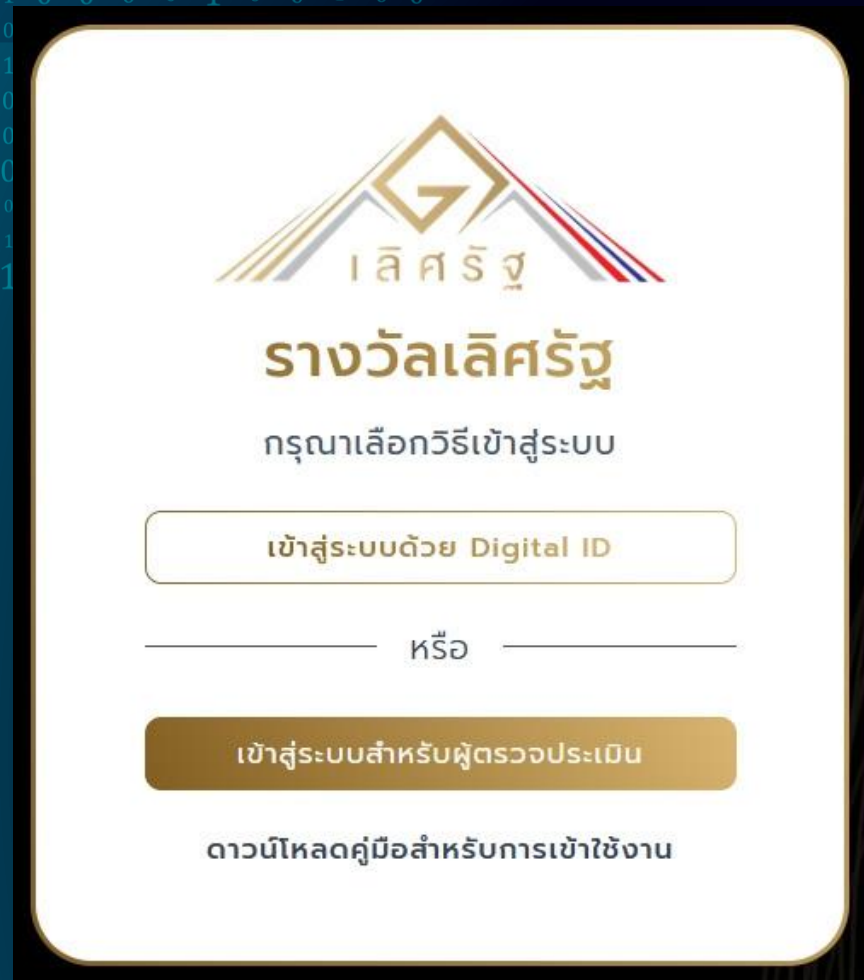 เลิศรัฐ
รางวัลเลิศรัฐ
กรุณาเลือกวิธีเข้าสู่ระบบ
เข้าสู่ระบบด้วย Digital ID
หรือ
เข้าสู่ระบบสำหรับผู้ตรวจประเมิน
ดาวน์โหลดคู่มือสำหรับการเข้าใช้งาน